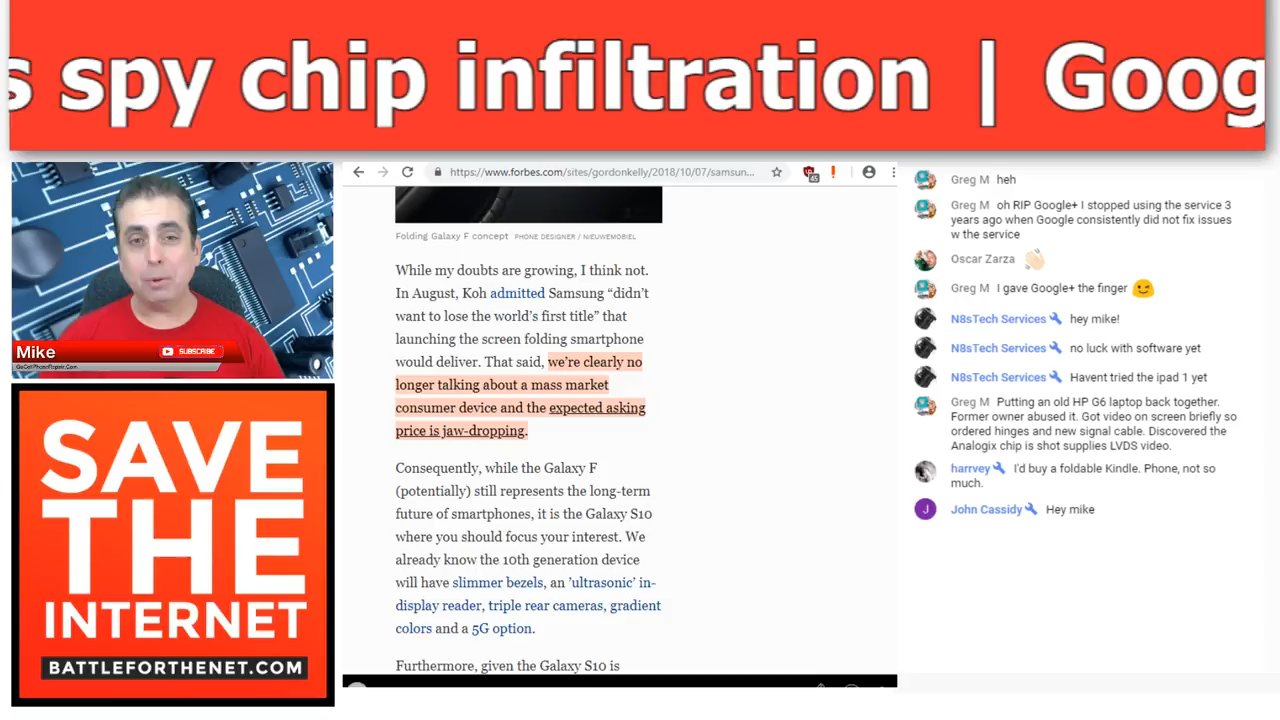 s spy chip infiltration | Goog
Mike
SUBSCRIBE
GoCellPhoneRepair.Com
SAVE
THE
INTERNET
BATTLEFORTHENET.COM
https://www.forbes.com/sites/gordonkelly/2018/10/07/samsun...
45
Folding Galaxy F concept PHONE DESIGNER / NIEUWEMOBIEL
While my doubts are growing, I think not.
In August, Koh admitted Samsung “didn’t
want to lose the world’s first title” that
launching the screen folding smartphone
would deliver. That said, we’re clearly no
longer talking about a mass market
consumer device and the expected asking
price is jaw-dropping.
Consequently, while the Galaxy F
(potentially) still represents the long-term
future of smartphones, it is the Galaxy S10
where you should focus your interest. We
already know the 10th generation device
will have slimmer bezels, an ’ultrasonic’ in-
display reader, triple rear cameras, gradient
colors and a 5G option.
Furthermore, given the Galaxy S10 is
Greg M heh
Greg M oh RIP Google+ I stopped using the service 3
years ago when Google consistently did not fix issues
w the service
Oscar Zarza
Greg M I gave Google+ the finger
N8sTech Services hey mike!
N8sTech Services no luck with software yet
N8sTech Services Havent tried the ipad 1 yet
Greg M Putting an old HP G6 laptop back together.
Former owner abused it. Got video on screen briefly so
ordered hinges and new signal cable. Discovered the
Analogix chip is shot supplies LVDS video.
harrvey I'd buy a foldable Kindle. Phone, not so
much.
J John Cassidy Hey mike